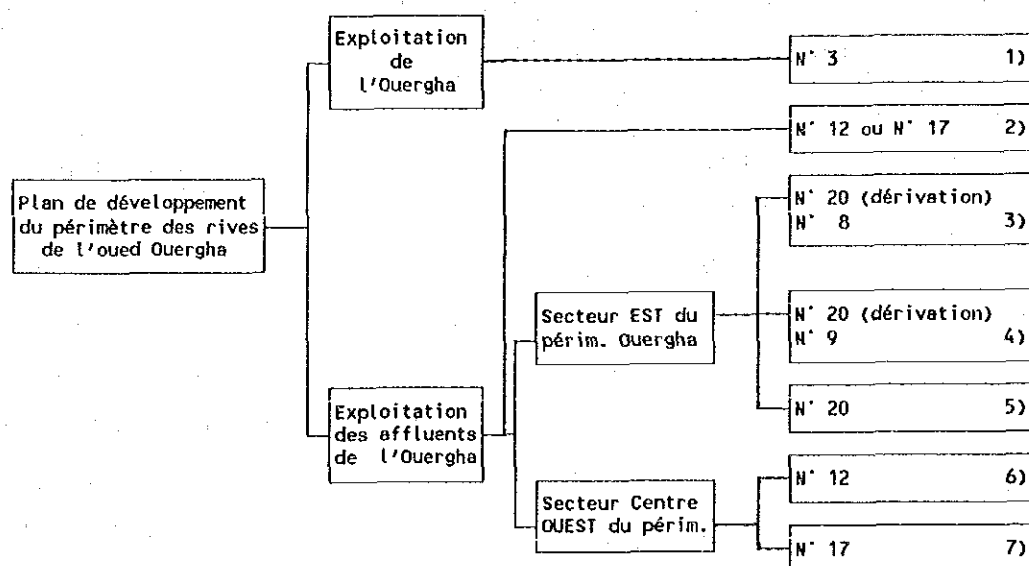 Plan de développement
du périmètre des rives
de l'oued Ouergha
Exploitation
de
l'Ouergha
Exploitation
des affluents
de l'Ouergha
Secteur EST du
périm. Ouergha
Secteur Centre
OUEST du périm.
N° 3 1)
N° 12 ou N° 17 2)
N° 20 (dérivation)
N° 8 3)
N° 20 (dérivation)
N° 9 4)
N° 20 5)
N° 12 6)
N° 17 7)